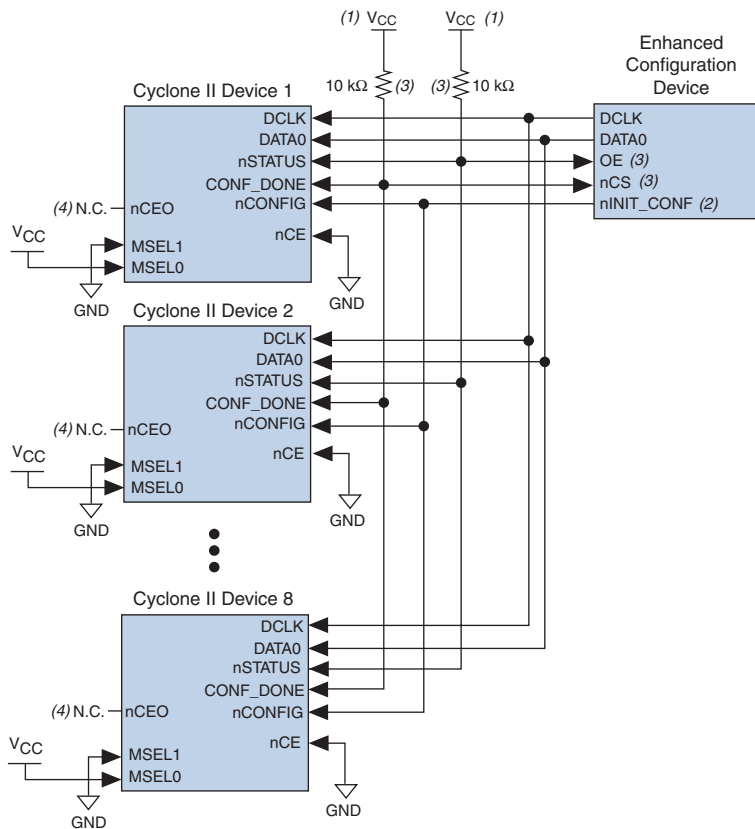 (1) VCC VCC (1)
10 kΩ (3) (3) 10 kΩ
Enhanced
Configuration
Device
DCLK
DATA0
OE (3)
nCS (3)
nINIT_CONF (2)
Cyclone II Device 1
DCLK
DATA0
nSTATUS
CONF_DONE
nCONFIG
nCE
(4) N.C. nCEO
VCC
MSEL1
MSEL0
GND
GND
Cyclone II Device 2
DCLK
DATA0
nSTATUS
CONF_DONE
nCONFIG
nCE
(4) N.C. nCEO
VCC
MSEL1
MSEL0
GND
GND
Cyclone II Device 8
DCLK
DATA0
nSTATUS
CONF_DONE
nCONFIG
nCE
(4) N.C. nCEO
VCC
MSEL1
MSEL0
GND
GND